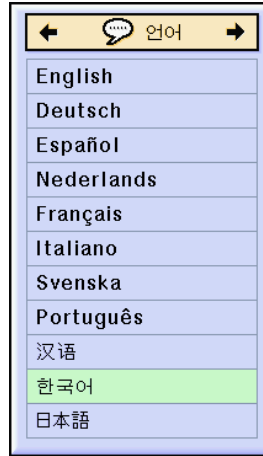 언어
English
Deutsch
Español
Nederlands
Français
Italiano
Svenska
Português
汉语
한국어
日本語